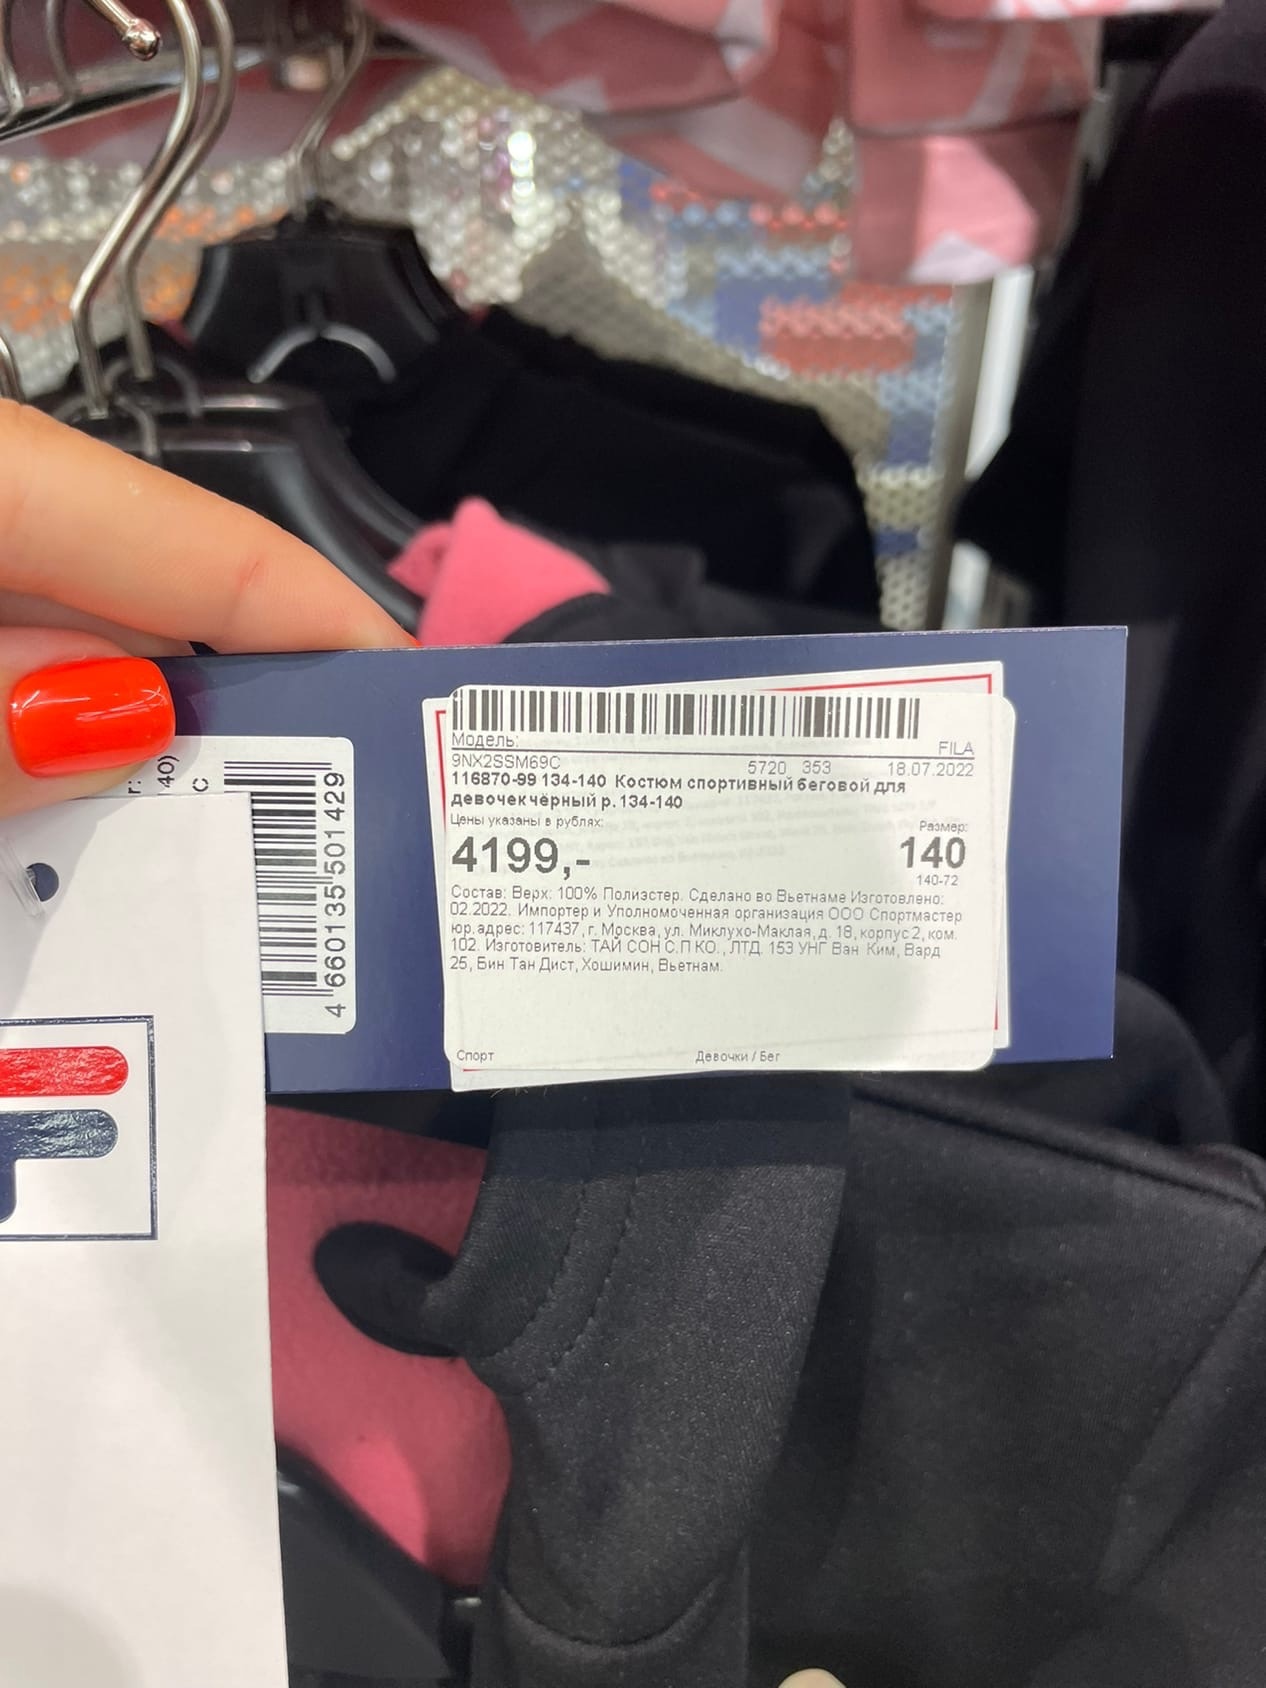 Модель:
FILA
9NX2SSM69C 5720 353 18.07.2022
116870-99 134-140 Костюм спортивный беговой для
девочек чёрный р. 134-140
Цены указаны в рублях:
Размер:
4199,- 140
140-72
Состав: Верх: 100% Полиэстер. Сделано во Вьетнаме Изготовлено:
02.2022. Импортер и Уполномоченная организация ООО Спортмастер
юр.адрес: 117437, г. Москва, ул. Миклухо-Маклая, д. 18, корпус 2, ком.
102. Изготовитель: ТАЙ СОН С.П КО., ЛТД. 153 УНГ Ван Ким, Вард
25, Бин Тан Дист, Хошимин, Вьетнам.
Спорт Девочки / Бег
4 660135 501429
г:
140)
С